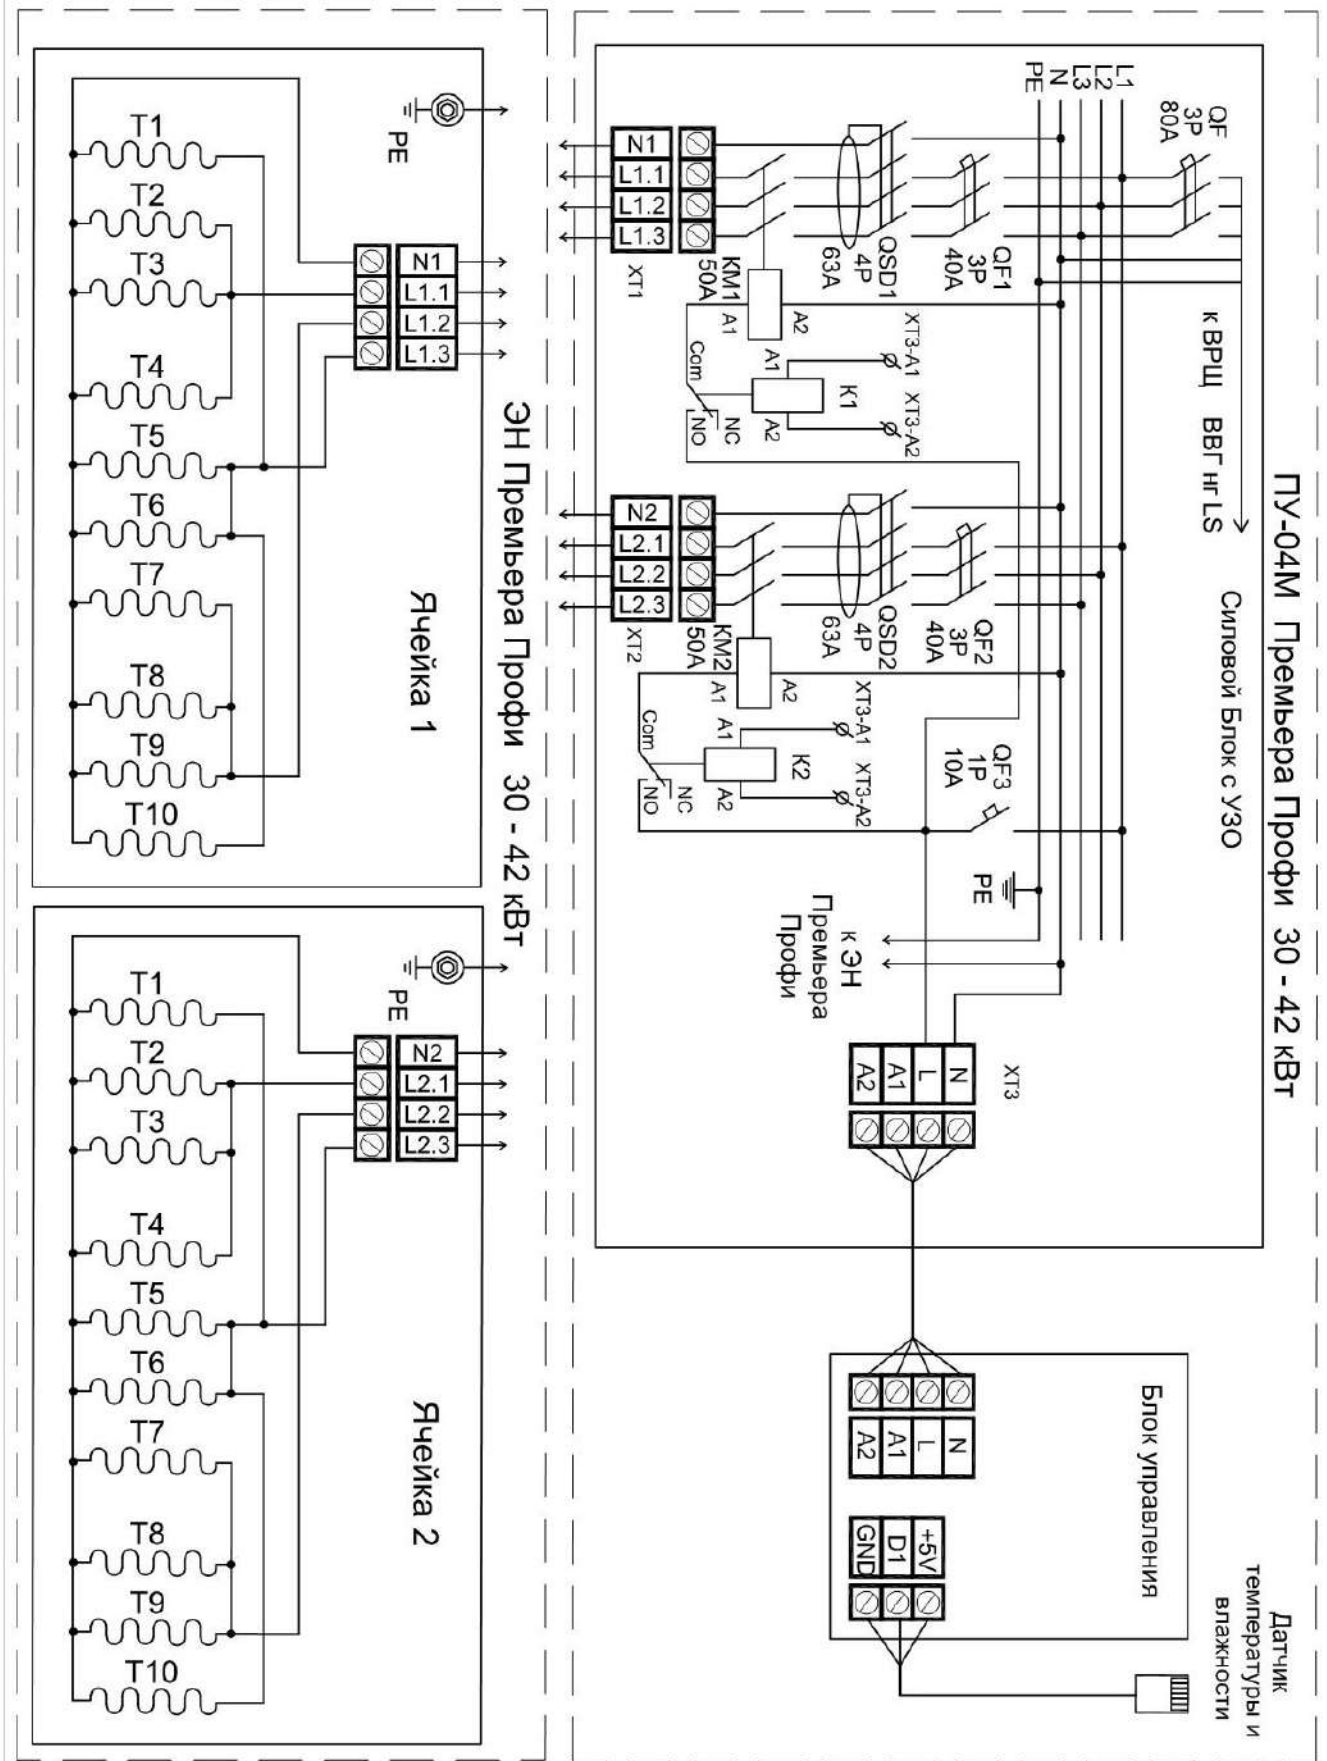 ПУ-04М Премьера Профи 30 - 42 кВт
Силовой Блок с УЗО
к ВРЩ ВВГ нг LS
QF
3P
80A
L1
L2
L3
N
PE
QF1
3P
40A
QSD1
4P
63A
KM1
50A
A1
A2
N1
L1.1
L1.2
L1.3
XT1
XT3-A1
XT3-A2
A1
K1
A2
Com
NC
NO
QF2
3P
40A
QSD2
4P
63A
KM2
50A
A1
A2
N2
L2.1
L2.2
L2.3
XT2
XT3-A1
XT3-A2
A1
K2
A2
Com
NC
NO
QF3
1P
10A
PE
к ЭН
Премьера
Профи
XT3
N
L
A1
A2
Блок управления
N
L
A1
A2
+5V
D1
GND
Датчик
температуры и
влажности
ЭН Премьера Профи 30 - 42 кВт
PE
N1
L1.1
L1.2
L1.3
Ячейка 1
T1
T2
T3
T4
T5
T6
T7
T8
T9
T10
PE
N2
L2.1
L2.2
L2.3
Ячейка 2
T1
T2
T3
T4
T5
T6
T7
T8
T9
T10